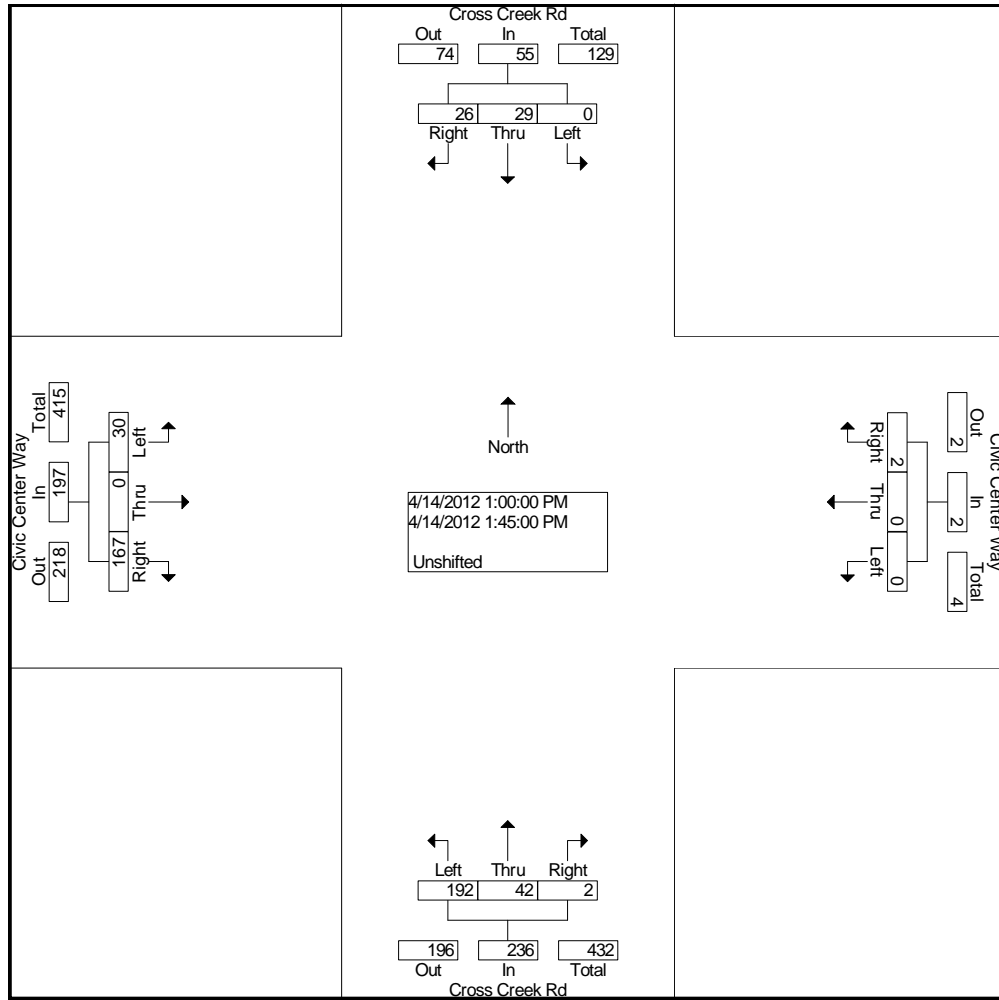 Cross Creek Rd
Out In Total
74 55 129
26 29 0
Right Thru Left
Civic Center Way
Total In Out
415 197 218
30 0 167
Left Thru Right
North
4/14/2012 1:00:00 PM
4/14/2012 1:45:00 PM
Unshifted
Right Thru Left
2 0 0
Out In Total
2 2 4
Civic Center Way
Left Thru Right
192 42 2
196 236 432
Out In Total
Cross Creek Rd